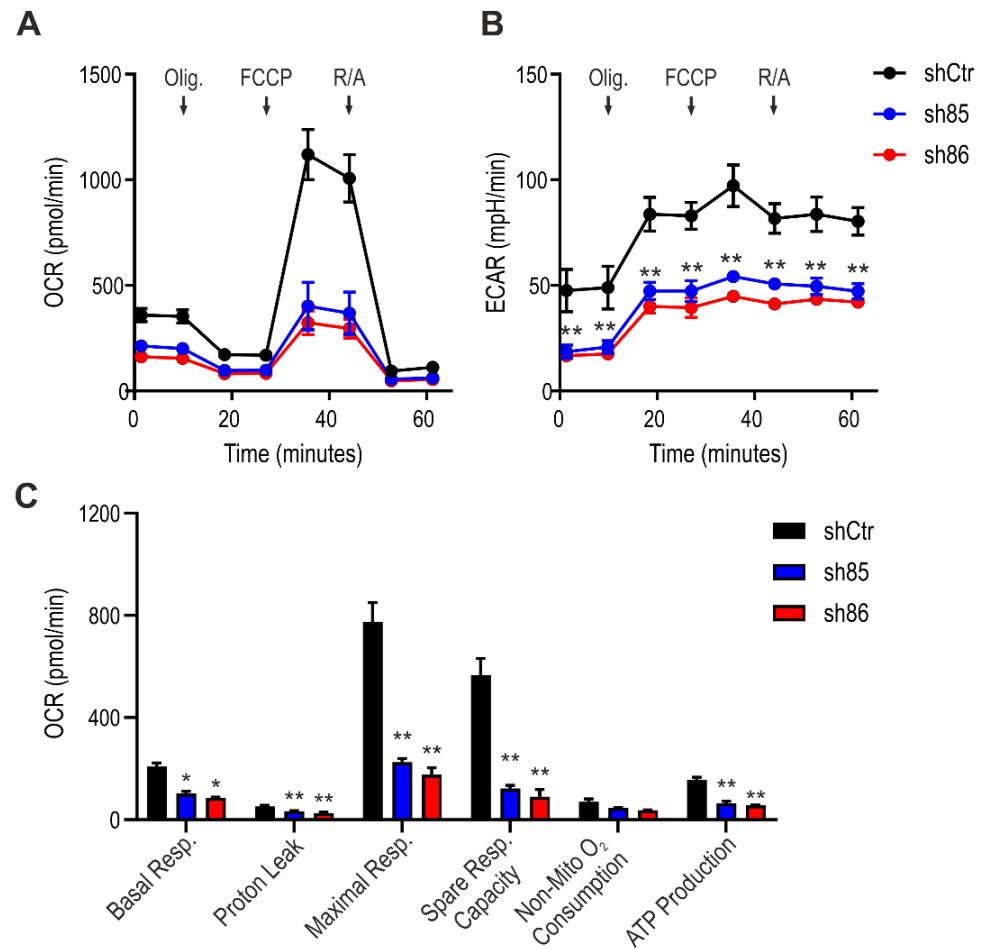 A
Olig.
FCCP
R/A
1500
1000
500
0
OCR (pmol/min)
0
20
40
60
Time (minutes)
B
Olig.
FCCP
R/A
150
100
50
0
ECAR (mpH/min)
** ** ** ** ** ** ** **
0
20
40
60
Time (minutes)
shCtr
sh85
sh86
C
1200
800
400
0
OCR (pmol/min)
* *
** **
** **
** **
** **
Basal Resp.
Proton Leak
Maximal Resp.
Spare Resp.
Capacity
Non-Mito O₂
Consumption
ATP Production
shCtr
sh85
sh86